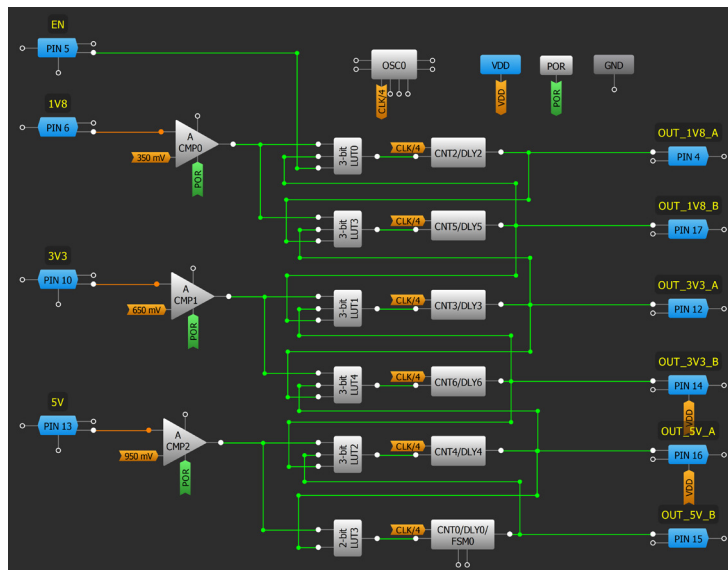 EN
PIN 5
OSC0
VDD
POR
GND
CLK/4
VDD
POR
1V8
PIN 6
A
CMP0
350 mV
POR
3-bit
LUT0
CLK/4
CNT2/DLY2
OUT_1V8_A
PIN 4
3-bit
LUT3
CLK/4
CNT5/DLY5
OUT_1V8_B
PIN 17
3V3
PIN 10
A
CMP1
650 mV
POR
3-bit
LUT1
CLK/4
CNT3/DLY3
OUT_3V3_A
PIN 12
3-bit
LUT4
CLK/4
CNT6/DLY6
OUT_3V3_B
PIN 14
VDD
5V
PIN 13
A
CMP2
950 mV
POR
3-bit
LUT2
CLK/4
CNT4/DLY4
OUT_5V_A
PIN 16
VDD
2-bit
LUT3
CLK/4
CNT0/DLY0/
FSM0
OUT_5V_B
PIN 15